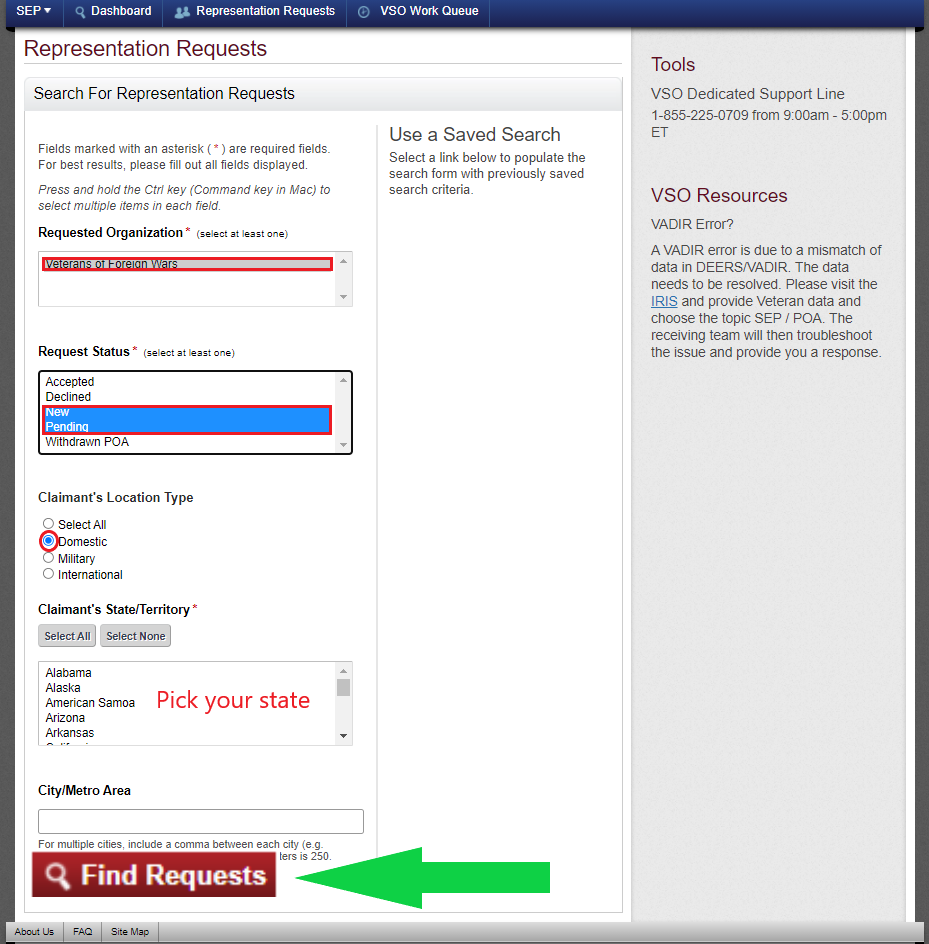 SEP
Dashboard
Representation Requests
VSO Work Queue
Representation Requests
Search For Representation Requests
Fields marked with an asterisk ( * ) are required fields.
For best results, please fill out all fields displayed.
Press and hold the Ctrl key (Command key in Mac) to
select multiple items in each field.
Requested Organization* (select at least one)
Veterans of Foreign Wars
Request Status* (select at least one)
Accepted
Declined
New
Pending
Withdrawn POA
Claimant's Location Type
Select All
Domestic
Military
International
Claimant's State/Territory*
Select All
Select None
Alabama
Alaska
American Samoa
Arizona
Arkansas
Pick your state
City/Metro Area
For multiple cities, include a comma between each city (e.g.
is 250.
Find Requests
Use a Saved Search
Select a link below to populate the
search form with previously saved
search criteria.
Tools
VSO Dedicated Support Line
1-855-225-0709 from 9:00am - 5:00pm
ET
VSO Resources
VADIR Error?
A VADIR error is due to a mismatch of
data in DEERS/VADIR. The data
needs to be resolved. Please visit the
IRIS and provide Veteran data and
choose the topic SEP / POA. The
receiving team will then troubleshoot
the issue and provide you a response.
About Us
FAQ
Site Map